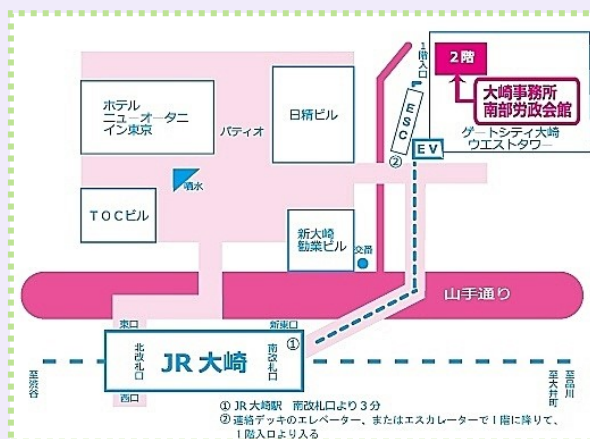 1階入口
2階
大崎事務所
南部労政会館
ホテル
ニューオータニ
イン東京
パティオ
日精ビル
ESC
②
EV
ゲートシティ大崎
ウエストタワー
噴水
TOCビル
新大崎
勧業ビル
交番
山手通り
東口
新東口
北改札口
JR 大崎
南改札口
①
西口
至渋谷
至大井町
至品川
① JR 大崎駅 南改札口より3分
② 連絡デッキのエレベーター、またはエスカレーターで1階に降りて、
1階入口より入る